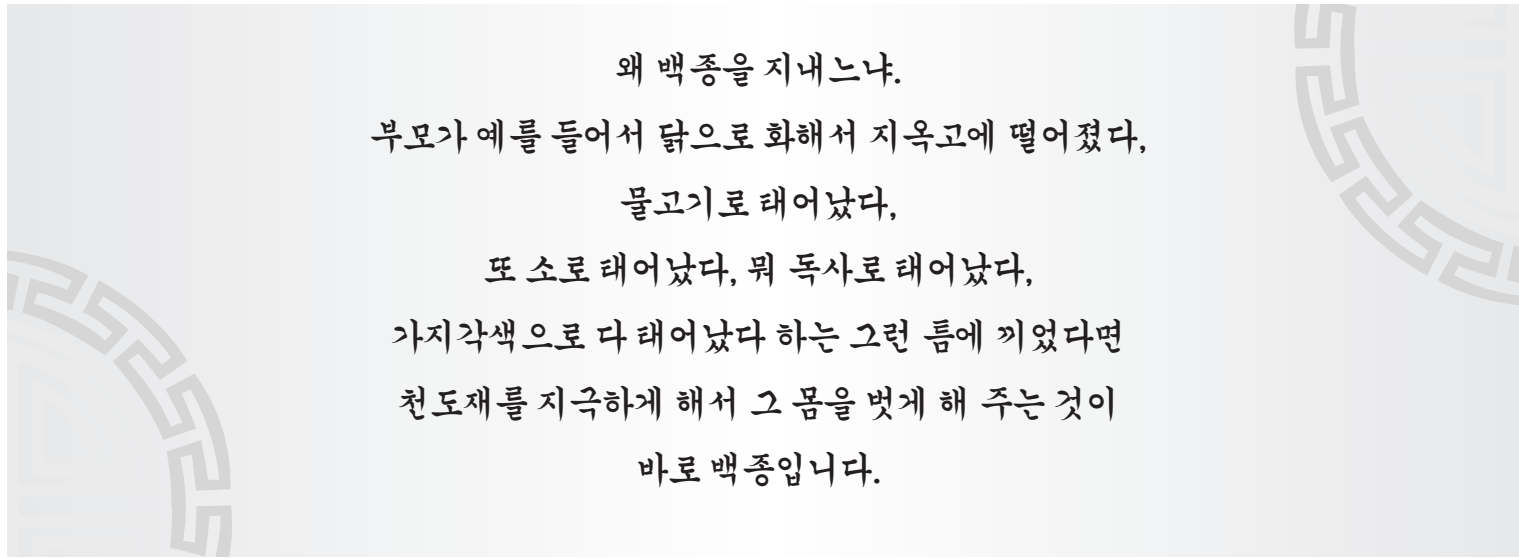 왜 백종을 지내느냐.
부모가 예를 들어서 닭으로 화해서 지옥고에 떨어졌다,
물고기로 태어났다,
또 소로 태어났다, 뭐 독사로 태어났다,
가지각색으로 다 태어났다 하는 그런 틈에 끼었다면
천도재를 지극하게 해서 그 몸을 벗게 해 주는 것이
바로 백종입니다.